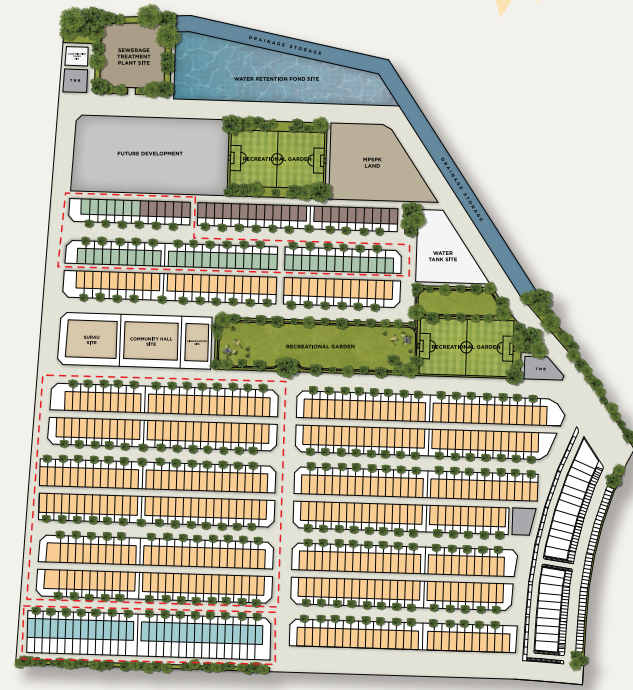 DRAINAGE STORAGE
SEWERAGE
TREATMENT
PLANT SITE
TNB
WATER RETENTION POND SITE
FUTURE DEVELOPMENT
RECREATIONAL GARDEN
MPSPK
LAND
DRAINAGE STORAGE
WATER
TANK SITE
SURAU
SITE
COMMUNITY HALL
SITE
RECREATIONAL GARDEN
RECREATIONAL GARDEN
TNB